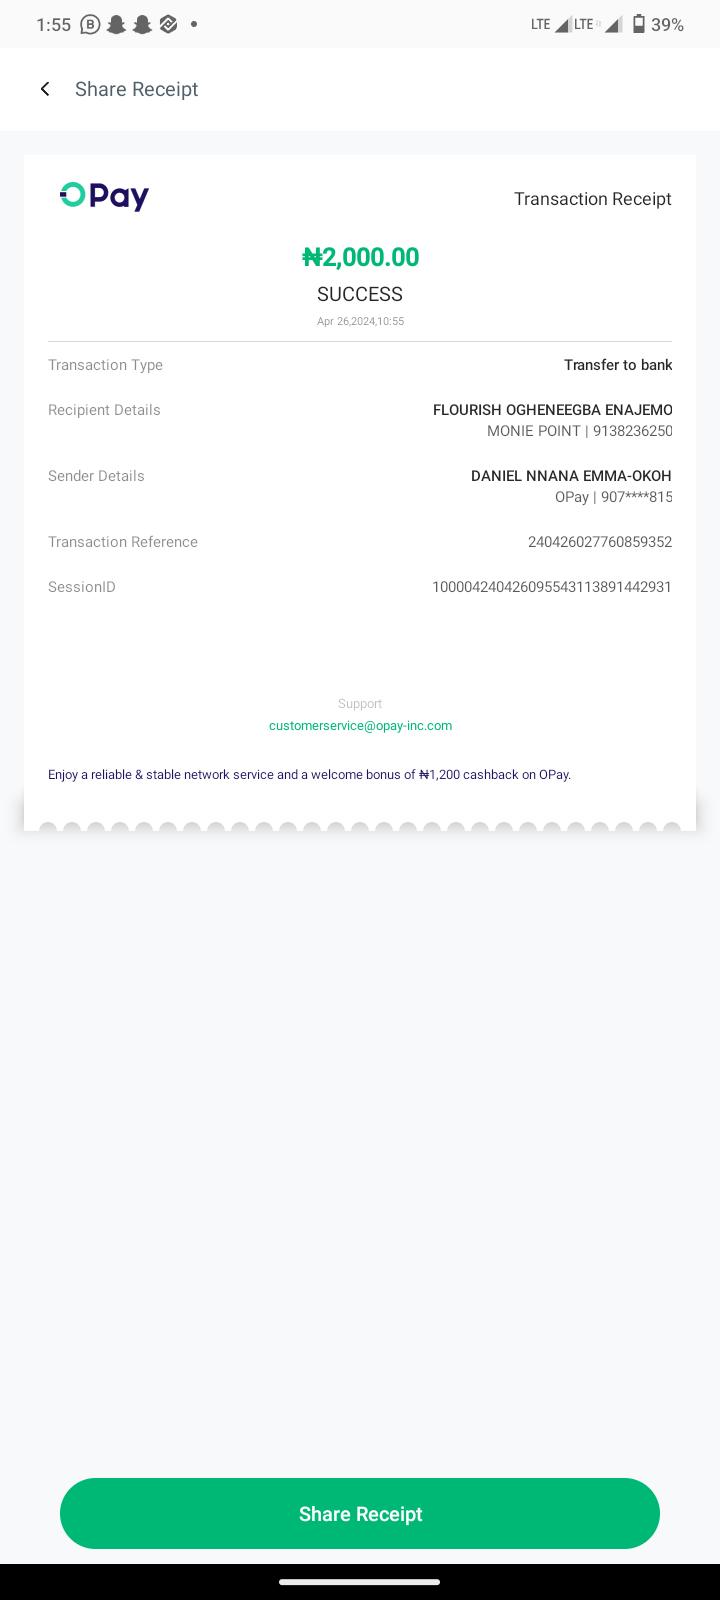 1:55 LTE LTE 39%
Share Receipt
OPay Transaction Receipt
₦2,000.00
SUCCESS
Apr 26,2024,10:55
Transaction Type Transfer to bank
Recipient Details FLOURISH OGHENEEGBA ENAJEMO
MONIE POINT | 9138236250
Sender Details DANIEL NNANA EMMA-OKOH
OPay | 907****815
Transaction Reference 240426027760859352
SessionID 100004240426095543113891442931
Support
customerservice@opay-inc.com
Enjoy a reliable & stable network service and a welcome bonus of ₦1,200 cashback on OPay.
Share Receipt